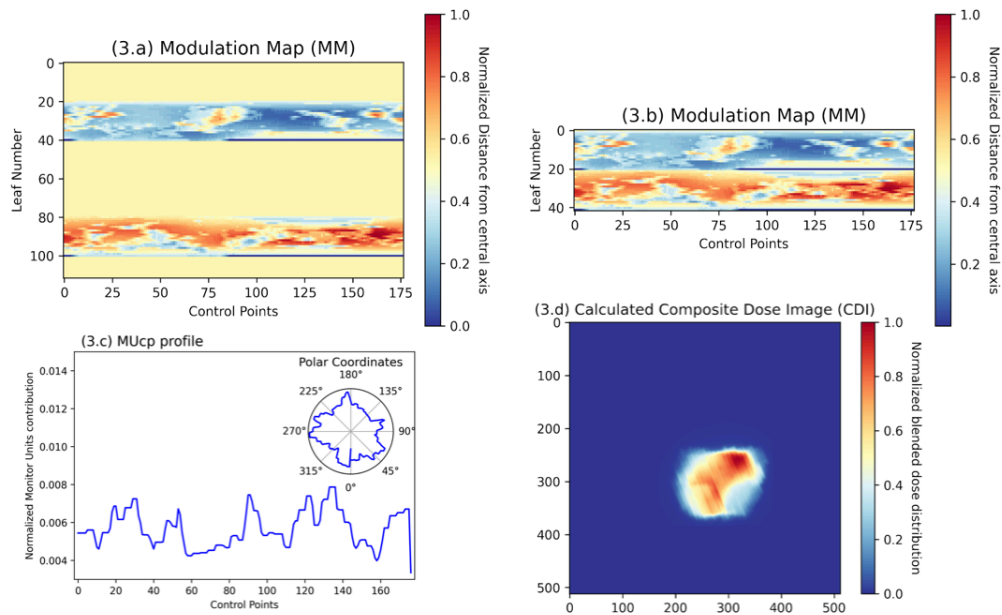 (3.a) Modulation Map (MM)
0
20
40
60
80
100
Leaf Number
0 25 50 75 100 125 150 175
Control Points
1.0
0.8
0.6
0.4
0.2
0.0
Normalized Distance from central axis
(3.b) Modulation Map (MM)
0
20
40
Leaf Number
0 25 50 75 100 125 150 175
Control Points
1.0
0.8
0.6
0.4
0.2
Normalized Distance from central axis
(3.c) MUcp profile
0.014
0.012
0.010
0.008
0.006
0.004
Normalized Monitor Units contribution
0 20 40 60 80 100 120 140 160
Control Points
Polar Coordinates
180°
225° 135°
270° 90°
315° 45°
0°
(3.d) Calculated Composite Dose Image (CDI)
0
100
200
300
400
500
0 100 200 300 400 500
1.0
0.8
0.6
0.4
0.2
0.0
Normalized blended dose distribution